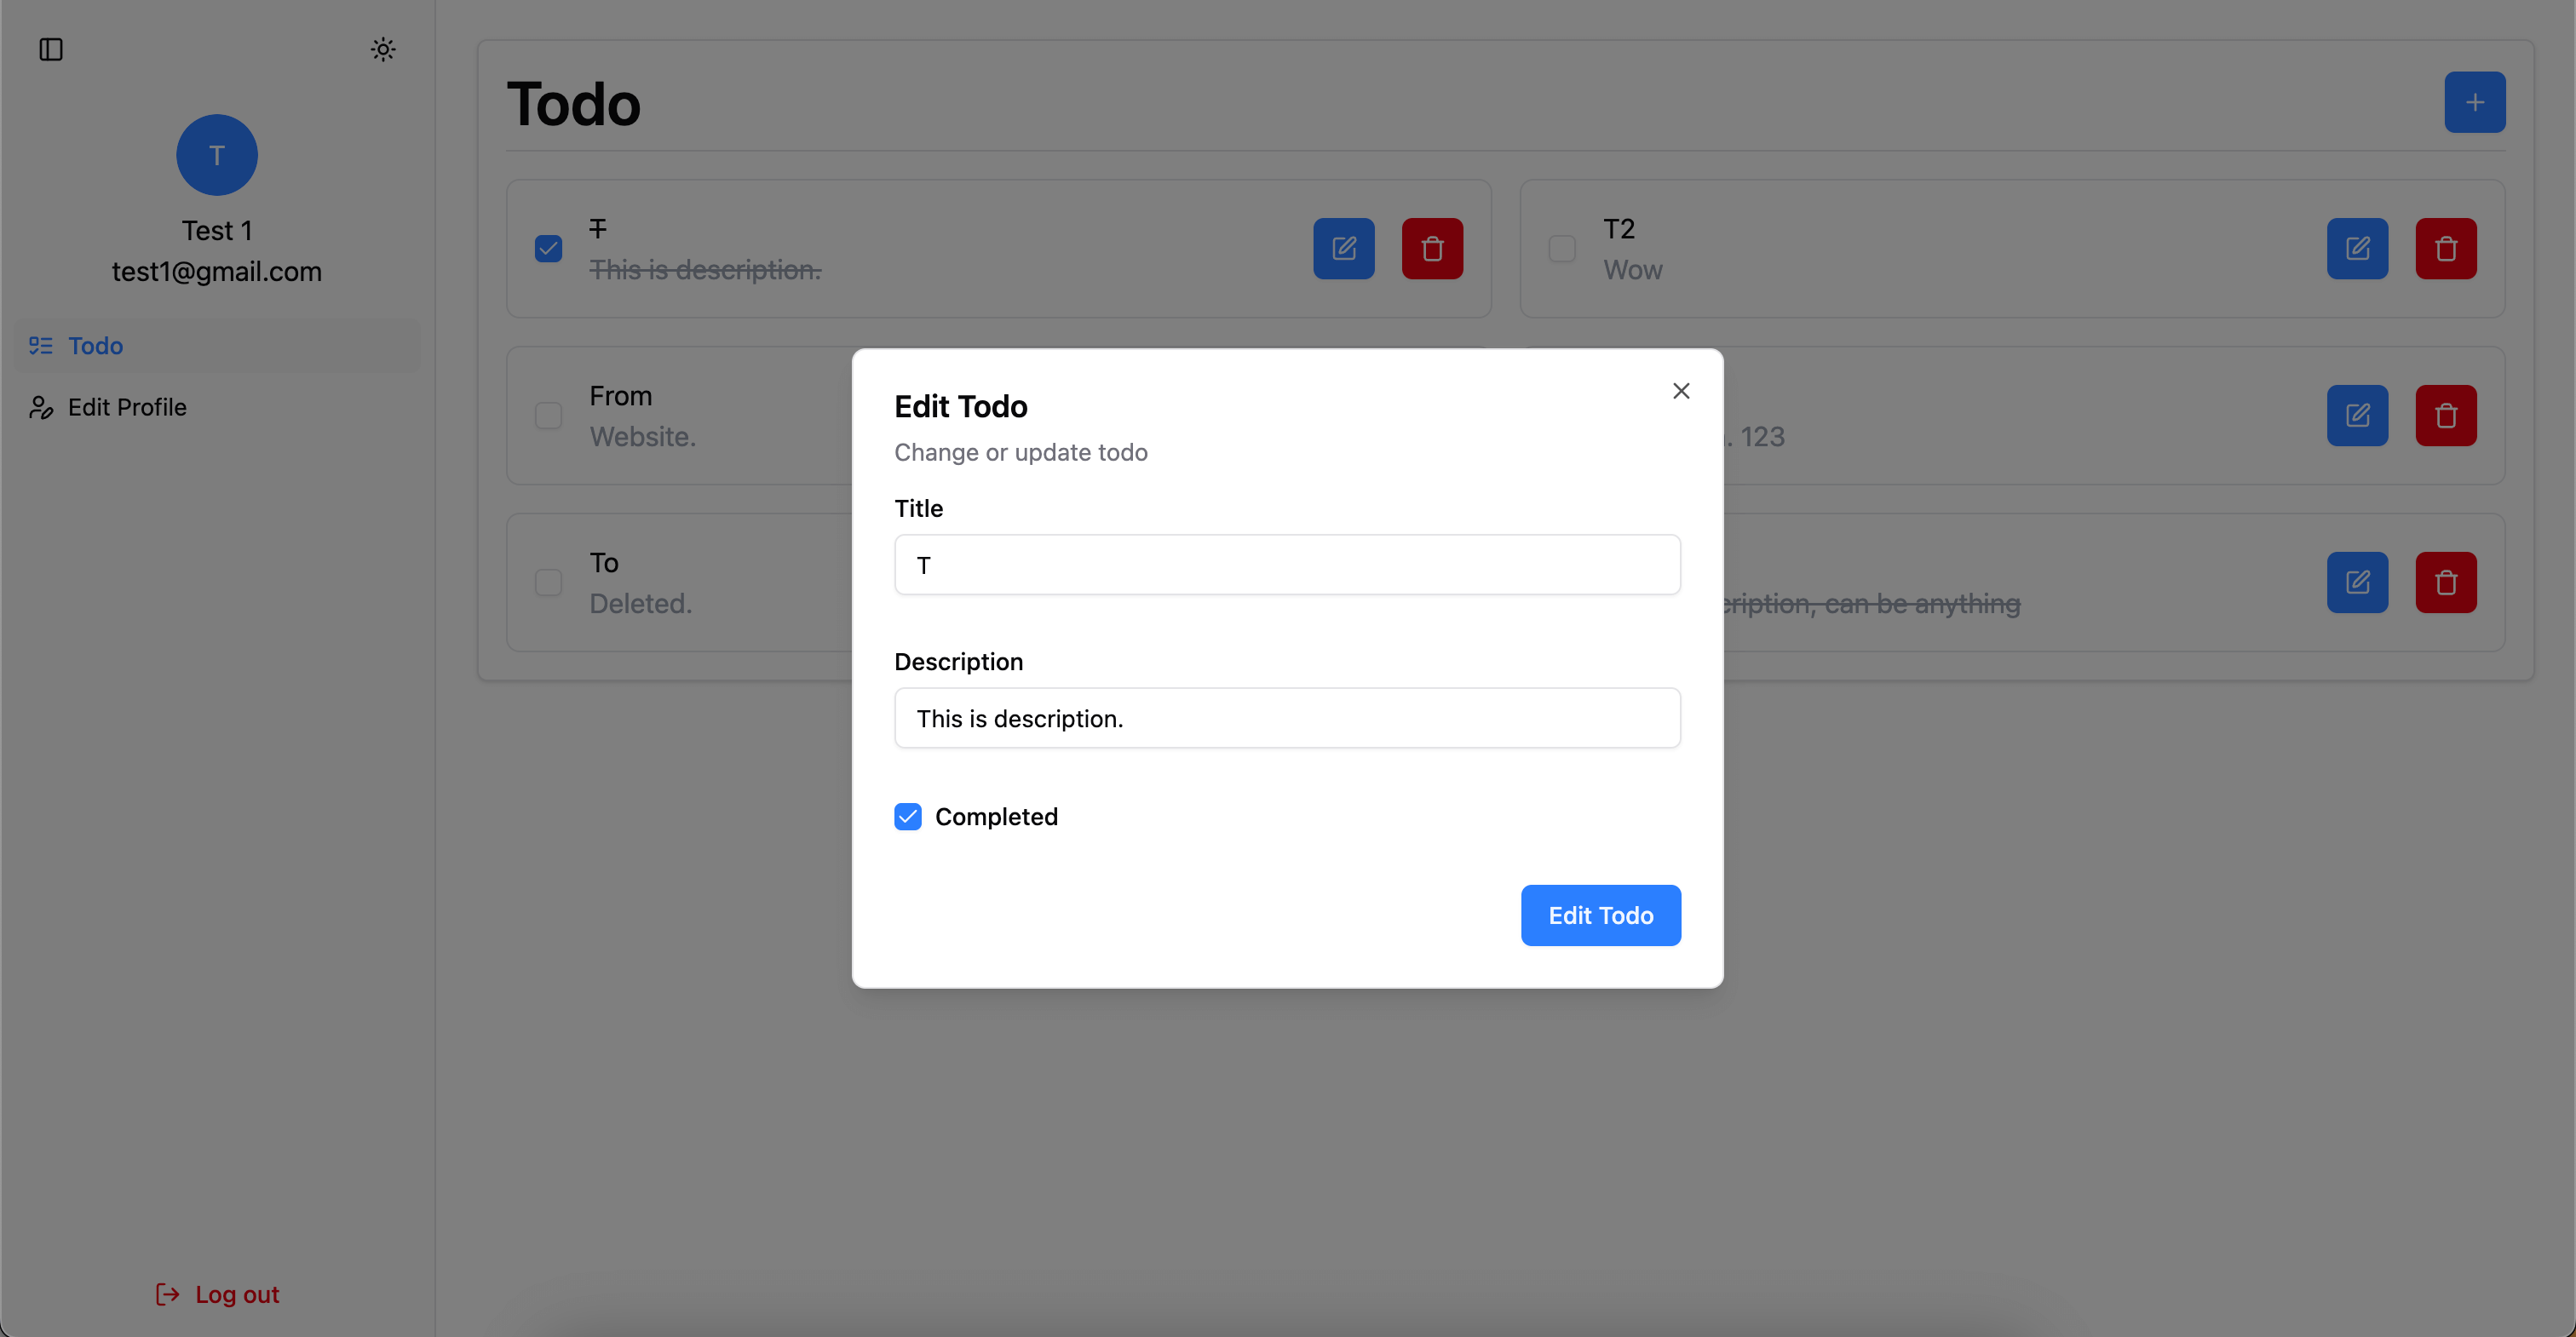 T
Test 1
test1@gmail.com
Todo
Edit Profile
Log out
Todo
T
This is description.
T2
Wow
From
Website.
123
To
Deleted.
can be anything
Edit Todo
Change or update todo
Title
T
Description
This is description.
Completed
Edit Todo